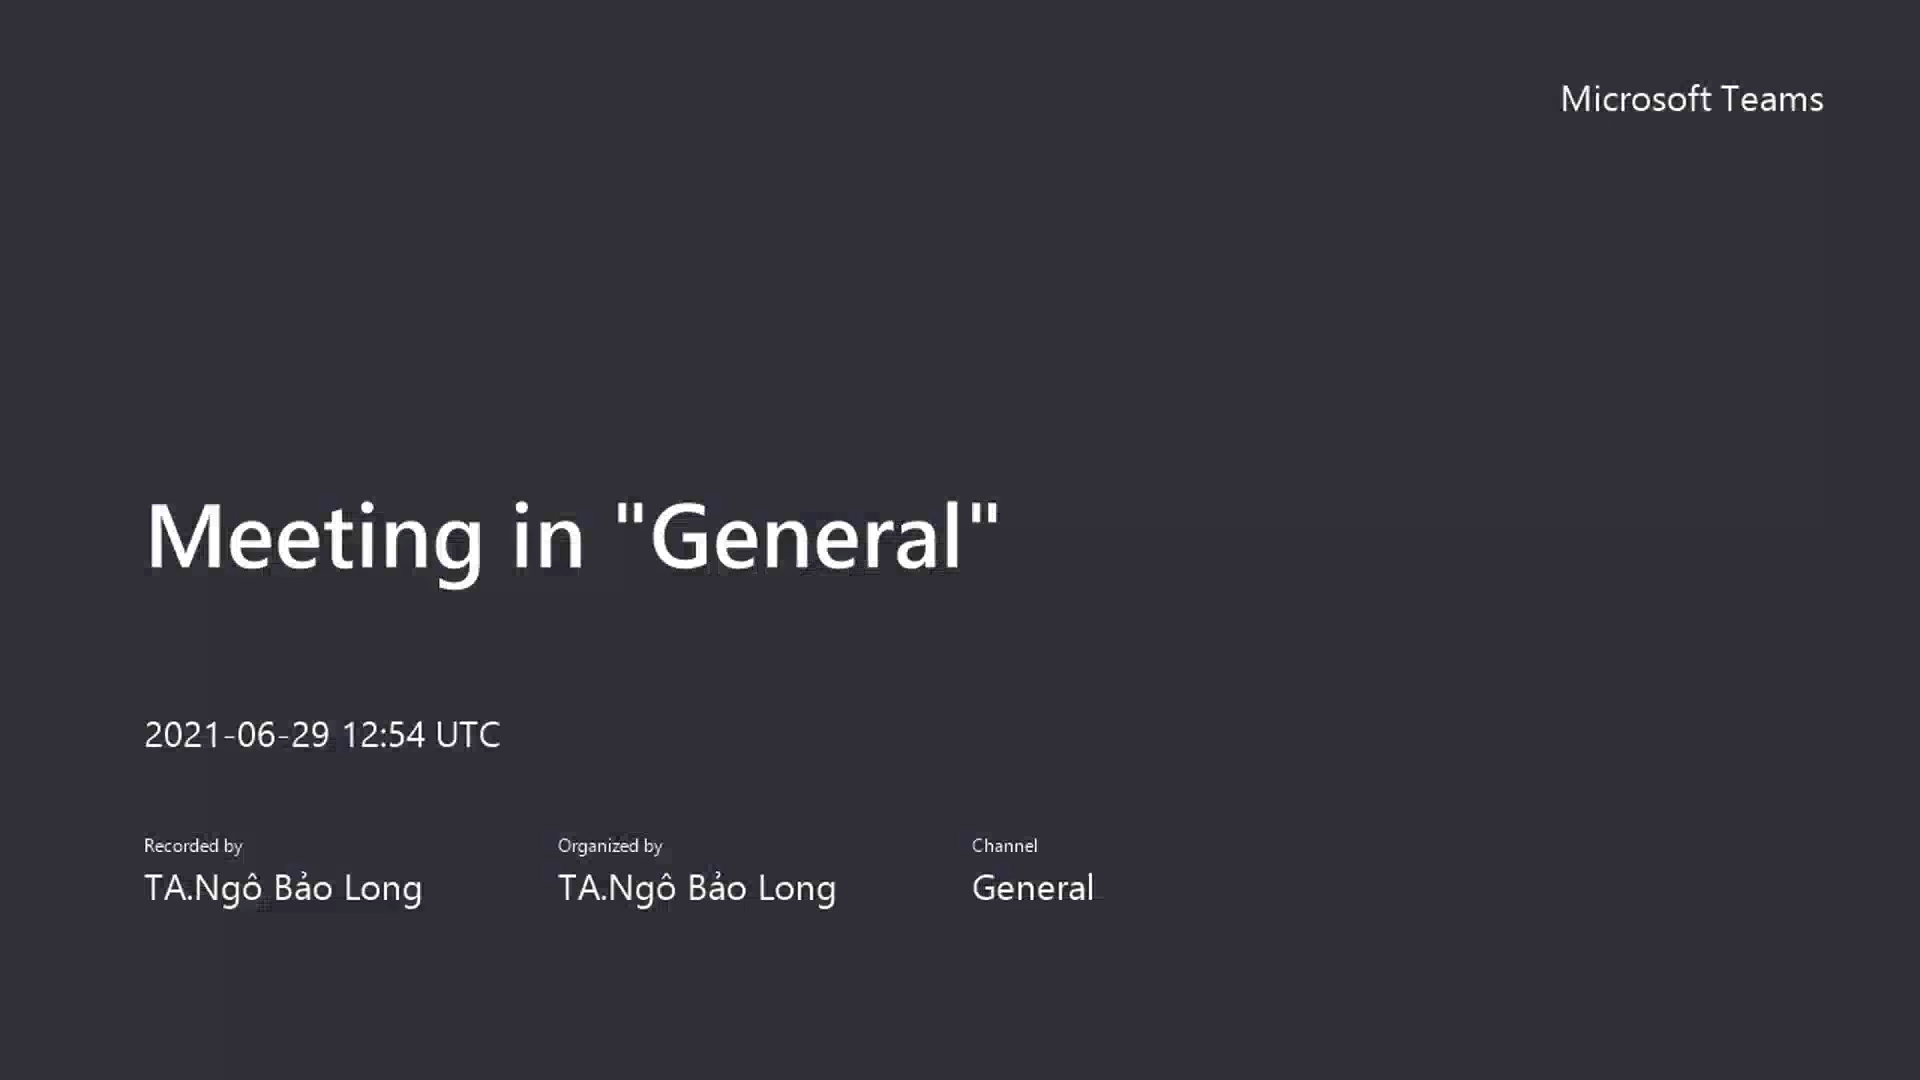 Microsoft Teams
Meeting in "General"
2021-06-29 12:54 UTC
Recorded by
TA.Ngô Bảo Long
Organized by
TA.Ngô Bảo Long
Channel
General